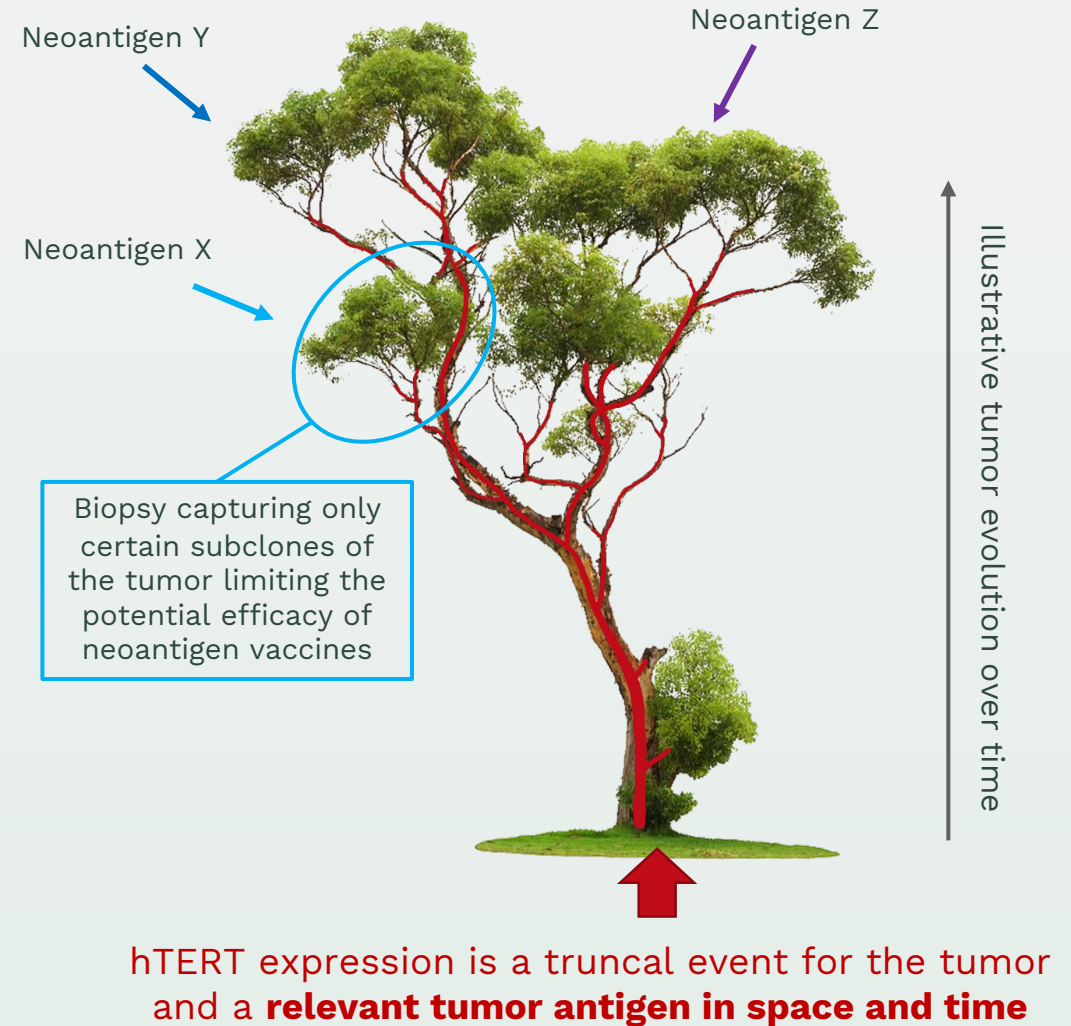 Neoantigen Y
Neoantigen Z
Neoantigen X
Illustrative tumor evolution over time
Biopsy capturing only
certain subclones of
the tumor limiting the
potential efficacy of
neoantigen vaccines
hTERT expression is a truncal event for the tumor
and a relevant tumor antigen in space and time